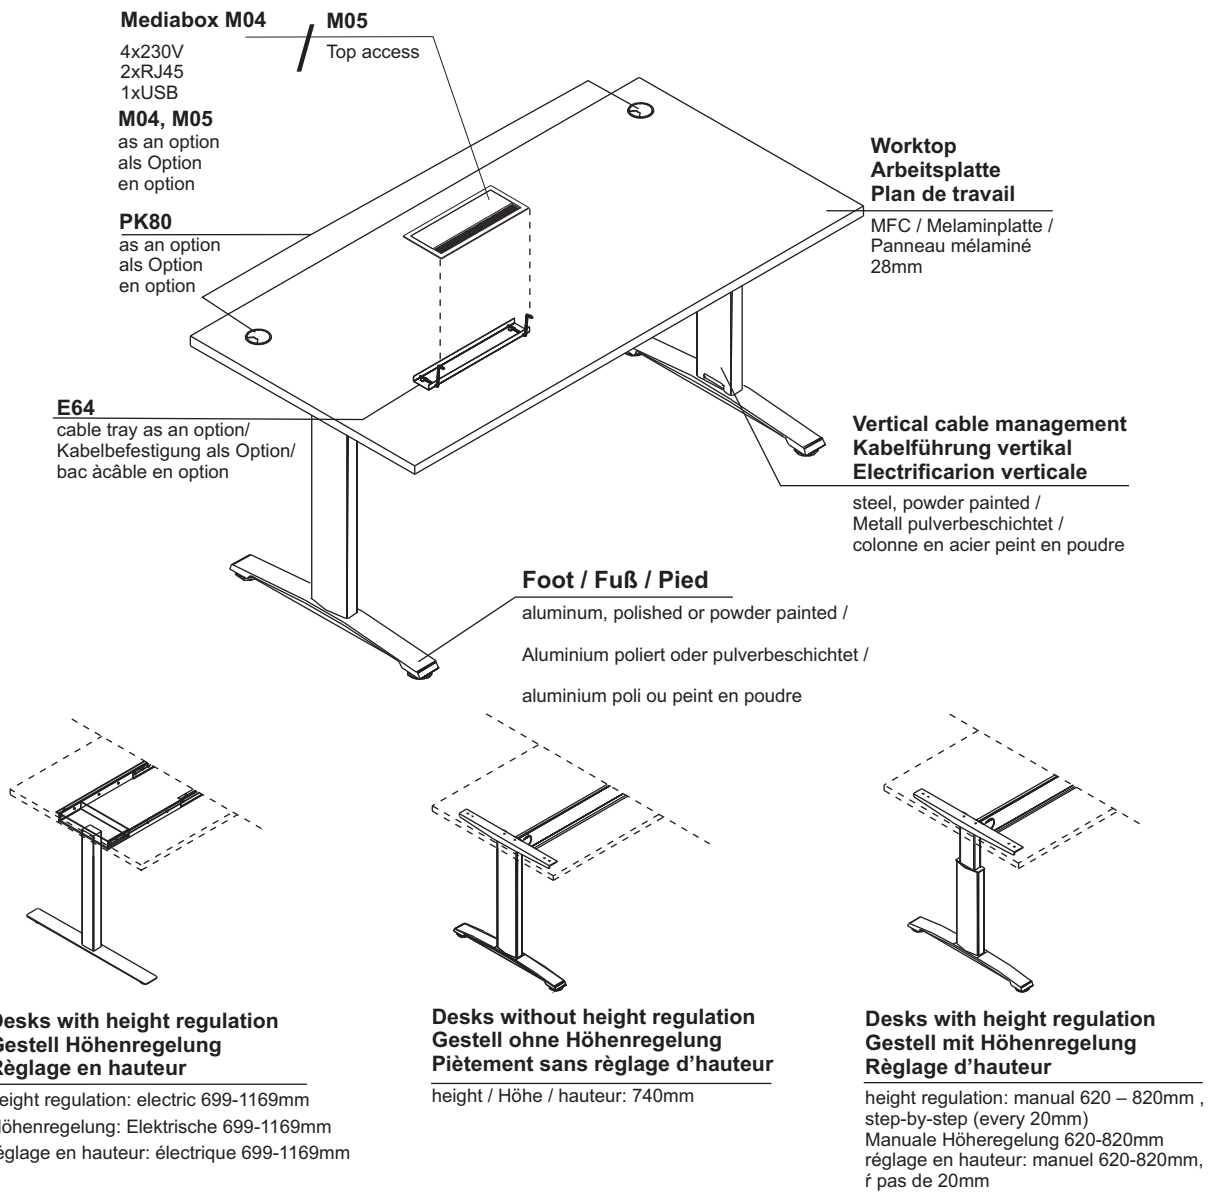 Mediabox M04
M05
4x230V
2xRJ45
1xUSB
Top access
M04, M05
as an option
als Option
en option
PK80
as an option
als Option
en option
Worktop
Arbeitsplatte
Plan de travail
MFC / Melaminplatte /
Panneau mélaminé
28mm
E64
cable tray as an option/
Kabelbefestigung als Option/
bac àcâble en option
Vertical cable management
Kabelführung vertikal
Electrificarion verticale
steel, powder painted /
Metall pulverbeschichtet /
colonne en acier peint en poudre
Foot / Fuß / Pied
aluminum, polished or powder painted /
Aluminium poliert oder pulverbeschichtet /
aluminium poli ou peint en poudre
Desks with height regulation
Gestell Höhenregelung
Règlage en hauteur
eight regulation: electric 699-1169mm
öhenregelung: Elektrische 699-1169mm
églage en hauteur: électrique 699-1169mm
Desks without height regulation
Gestell ohne Höhenregelung
Piètement sans règlage d'hauteur
height / Höhe / hauteur: 740mm
Desks with height regulation
Gestell mit Höhenregelung
Règlage d'hauteur
height regulation: manual 620 – 820mm ,
step-by-step (every 20mm)
Manuale Höheregelung 620-820mm
réglage en hauteur: manuel 620-820mm,
ŕ pas de 20mm